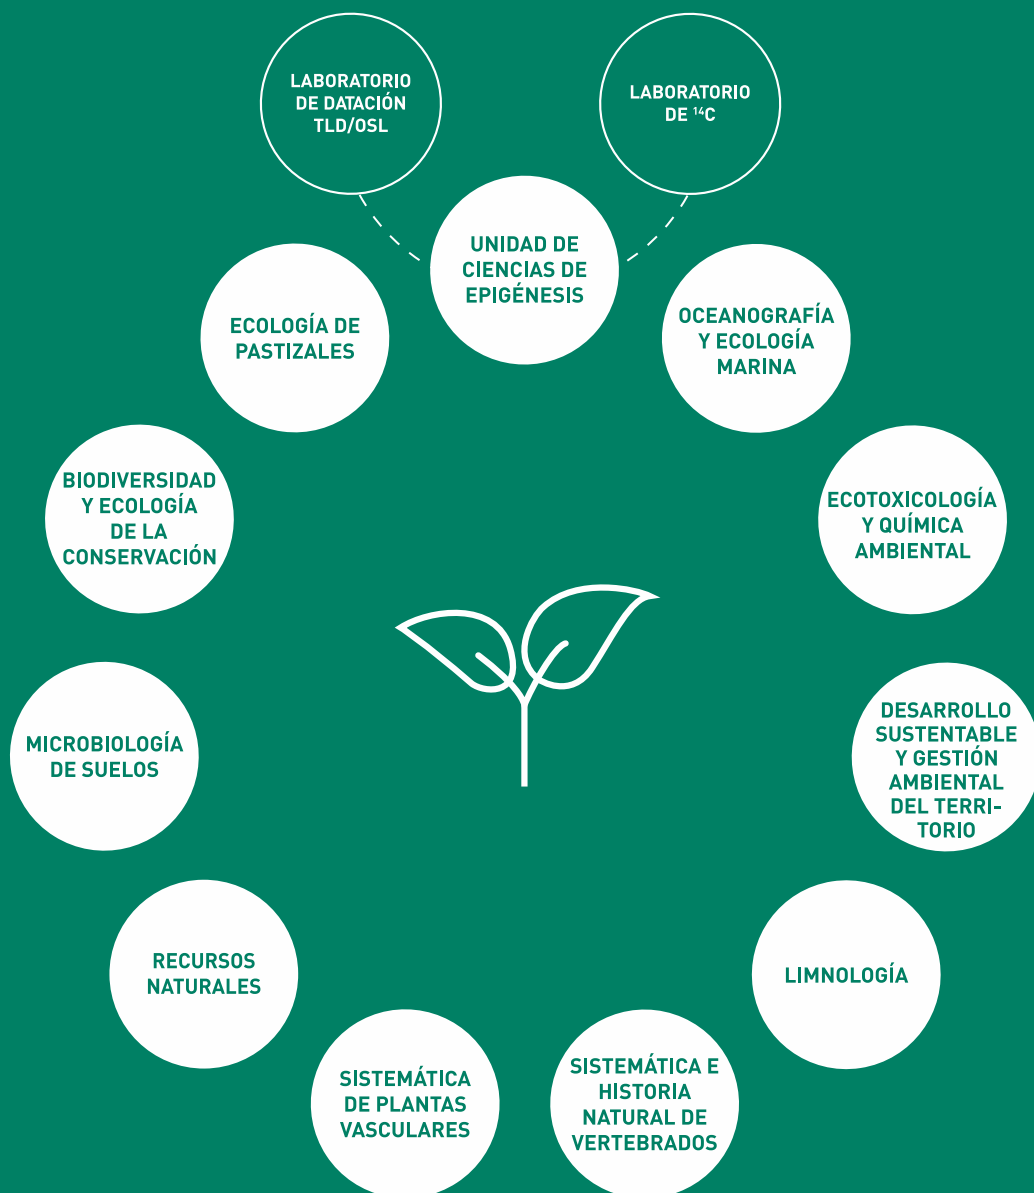 LABORATORIO
DE DATACIÓN
TLD/OSL
LABORATORIO
DE ¹⁴C
UNIDAD DE
CIENCIAS DE
EPIGÉNESIS
ECOLOGÍA DE
PASTIZALES
OCEANOGRAFÍA
Y ECOLOGÍA
MARINA
BIODIVERSIDAD
Y ECOLOGÍA
DE LA
CONSERVACIÓN
ECOTOXICOLOGÍA
Y QUÍMICA
AMBIENTAL
MICROBIOLOGÍA
DE SUELOS
DESARROLLO
SUSTENTABLE
Y GESTIÓN
AMBIENTAL
DEL TERRI-
TORIO
RECURSOS
NATURALES
LIMNOLOGÍA
SISTEMÁTICA
DE PLANTAS
VASCULARES
SISTEMÁTICA E
HISTORIA
NATURAL DE
VERTEBRADOS